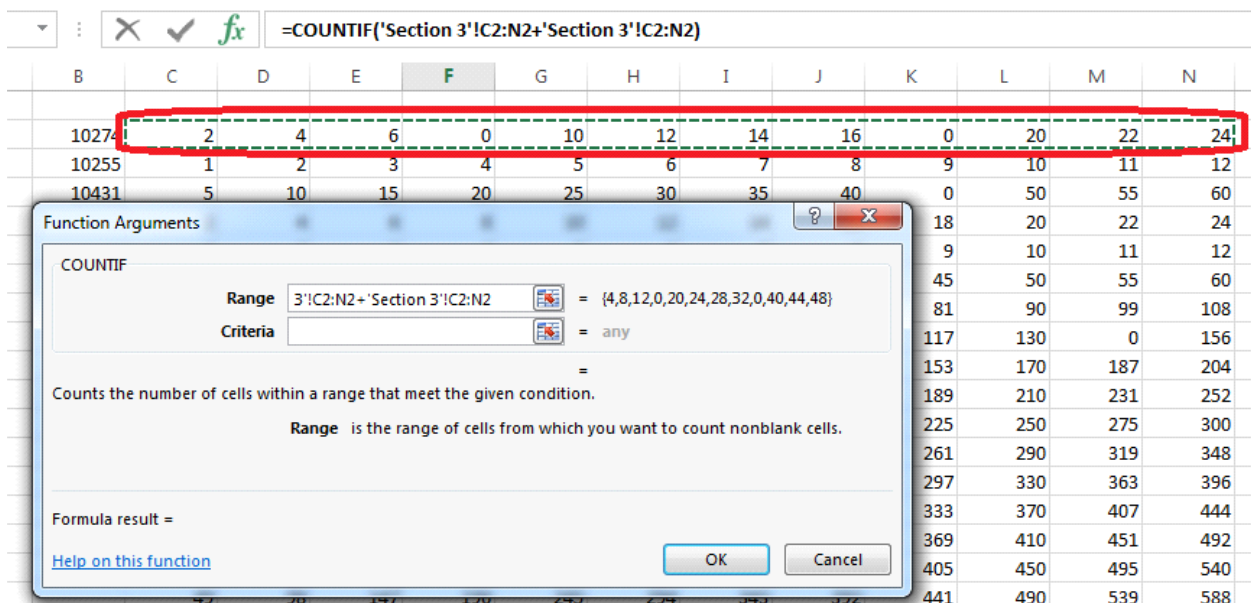 fx =COUNTIF('Section 3'!C2:N2+'Section 3'!C2:N2)
B C D E F G H I J K L M N
10274 2 4 6 0 10 12 14 16 0 20 22 24
10255 1 2 3 4 5 6 7 8 9 10 11 12
10431 5 10 15 20 25 30 35 40 0 50 55 60
Function Arguments ? X 18 20 22 24
9 10 11 12
COUNTIF
45 50 55 60
Range 3'!C2:N2+'Section 3'!C2:N2 = {4,8,12,0,20,24,28,32,0,40,44,48}
81 90 99 108
Criteria = any
117 130 0 156
=
153 170 187 204
Counts the number of cells within a range that meet the given condition.
189 210 231 252
Range is the range of cells from which you want to count nonblank cells.
225 250 275 300
261 290 319 348
297 330 363 396
Formula result =
333 370 407 444
369 410 451 492
Help on this function OK Cancel
405 450 495 540
441 490 539 588